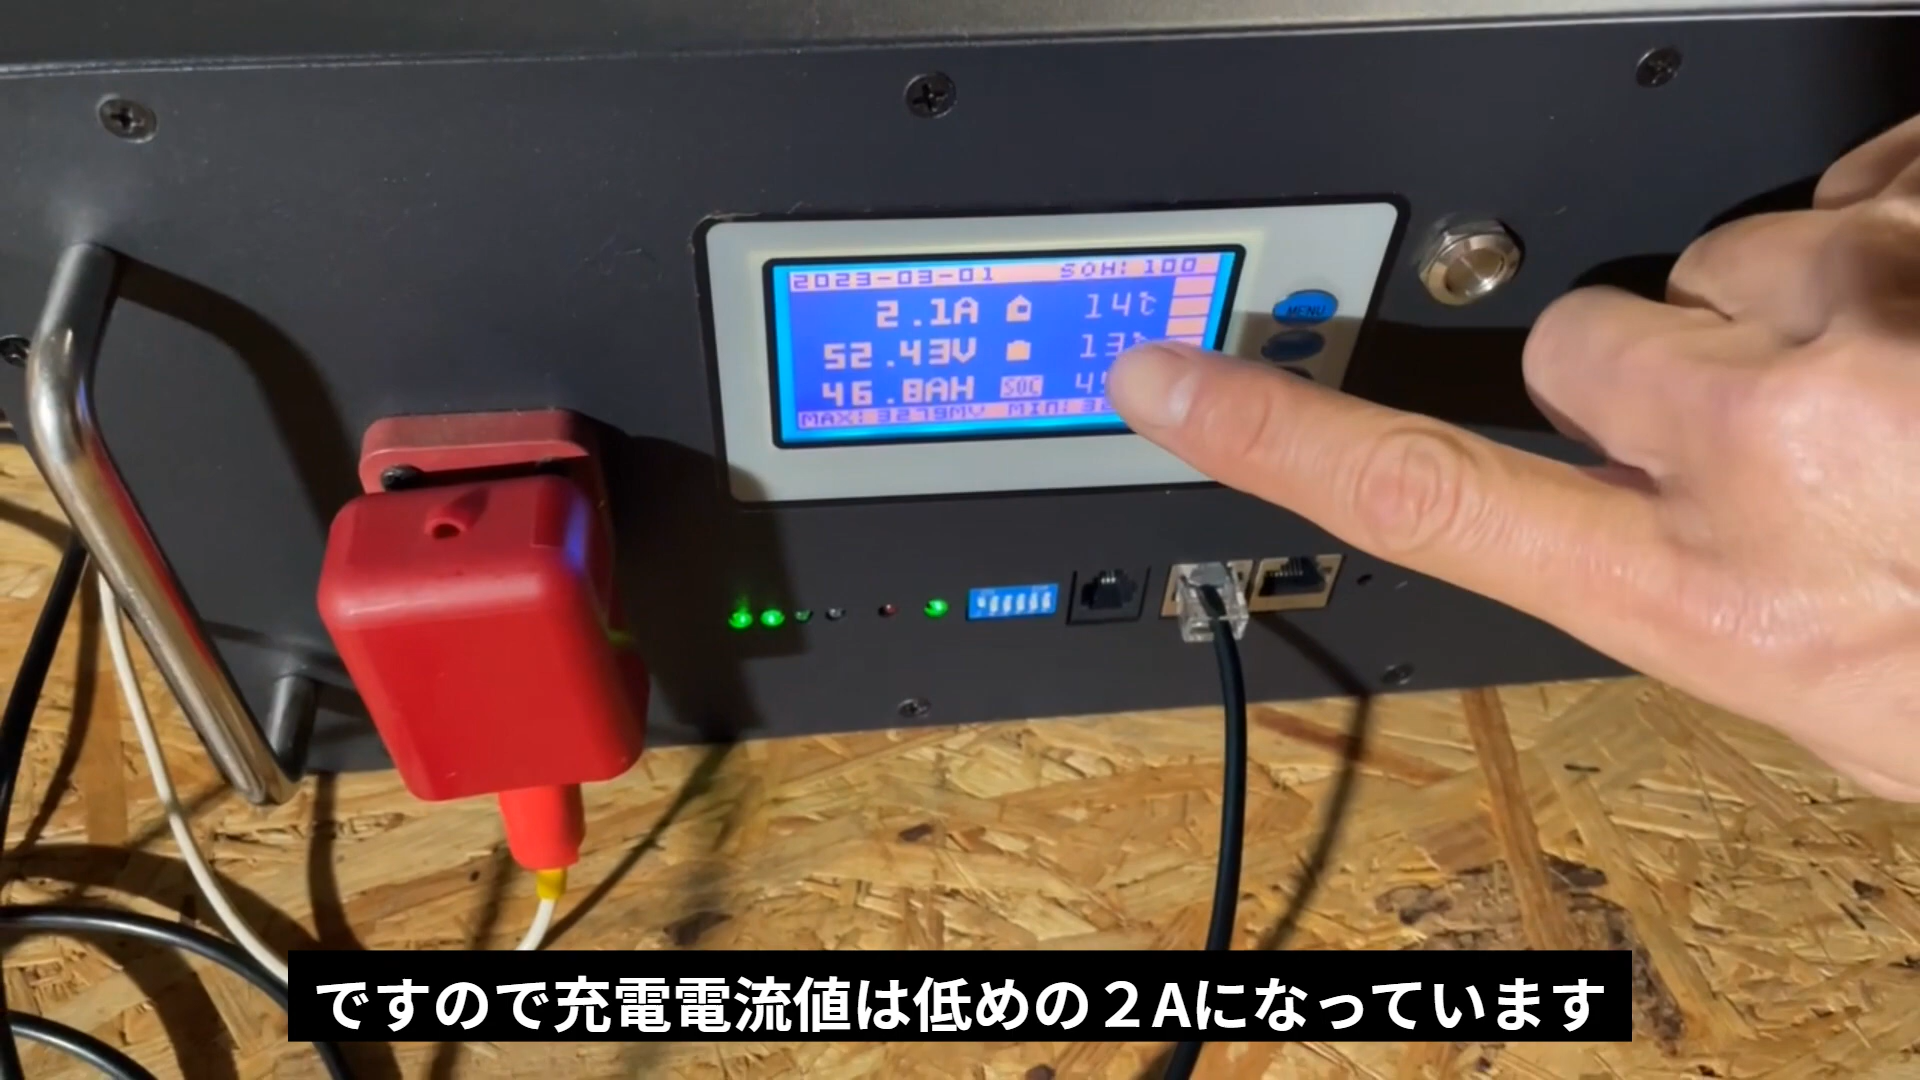 2023-03-01 SOH: 100
2.1A 14℃
52.43V 13℃
46.8AH SOC
MAX: 3279MV MIN:
MENU
ですので充電電流値は低めの２Aになっています